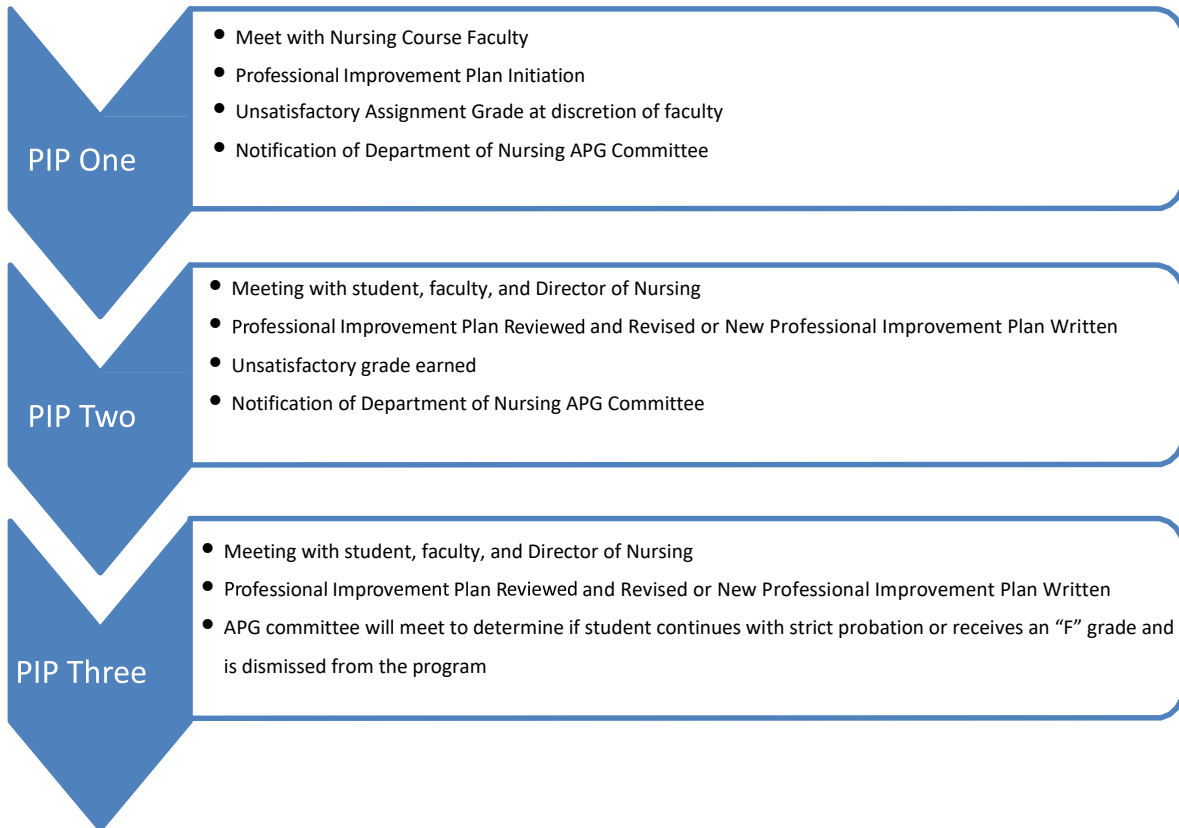 PIP One
• Meet with Nursing Course Faculty
• Professional Improvement Plan Initiation
• Unsatisfactory Assignment Grade at discretion of faculty
• Notification of Department of Nursing APG Committee
PIP Two
• Meeting with student, faculty, and Director of Nursing
• Professional Improvement Plan Reviewed and Revised or New Professional Improvement Plan Written
• Unsatisfactory grade earned
• Notification of Department of Nursing APG Committee
PIP Three
• Meeting with student, faculty, and Director of Nursing
• Professional Improvement Plan Reviewed and Revised or New Professional Improvement Plan Written
• APG committee will meet to determine if student continues with strict probation or receives an “F” grade and
is dismissed from the program